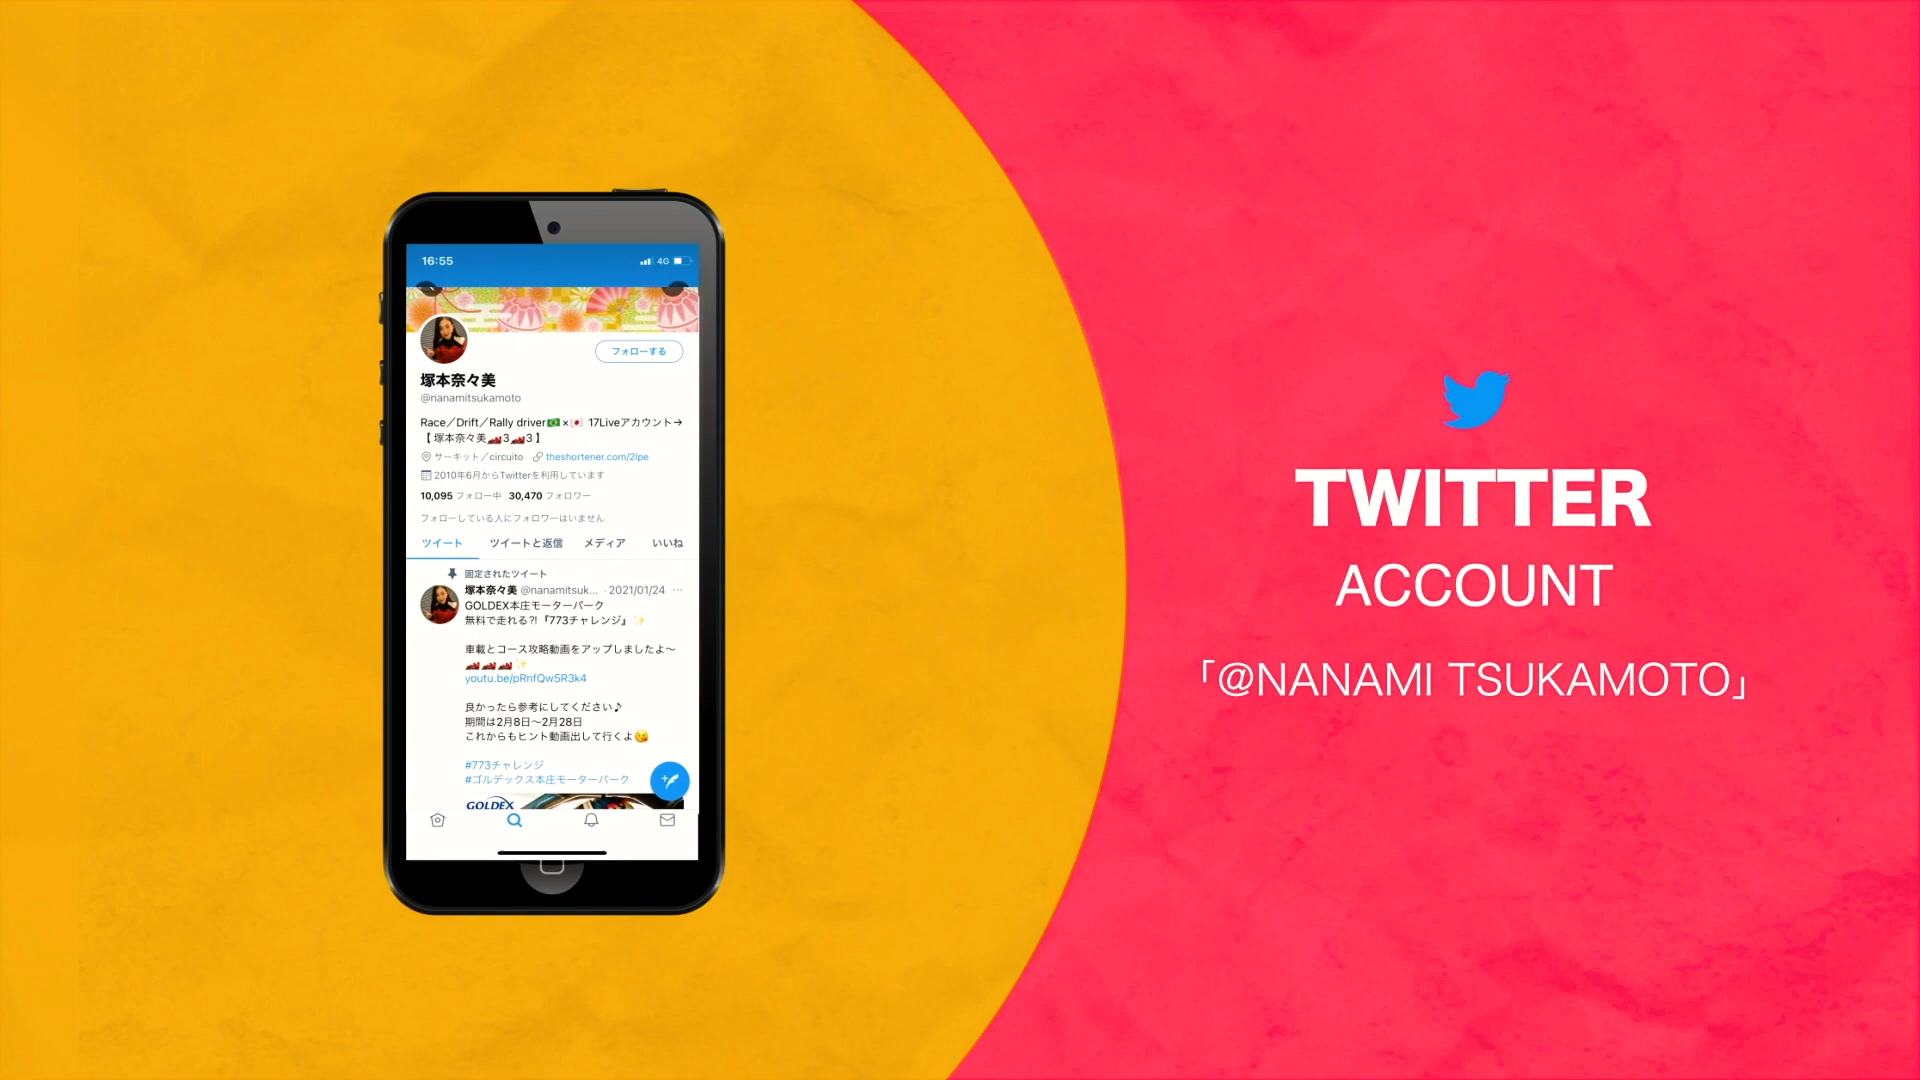 16:55
4G
フォローする
塚本奈々美
@nanamitsukamoto
Race／Drift／Rally driver🇧🇷×🇯🇵 17Liveアカウント→
【 塚本奈々美🏎3🏎3 】
サーキット／circuito theshortener.com/2ipe
2010年6月からTwitterを利用しています
10,095 フォロー中 30,470 フォロワー
フォローしている人にフォロワーはいません
ツイート ツイートと返信 メディア いいね
固定されたツイート
塚本奈々美 @nanamitsuk... · 2021/01/24 ···
GOLDEX本庄モーターパーク
無料で走れる?!『773チャレンジ』✨
車載とコース攻略動画をアップしましたよ〜
🏎🏎🏎✨
youtu.be/pRnfQw5R3k4
良かったら参考にしてください♪
期間は2月8日〜2月28日
これからもヒント動画出して行くよ😘
#773チャレンジ
#ゴルデックス本庄モーターパーク
GOLDEX
TWITTER
ACCOUNT
「@NANAMI TSUKAMOTO」